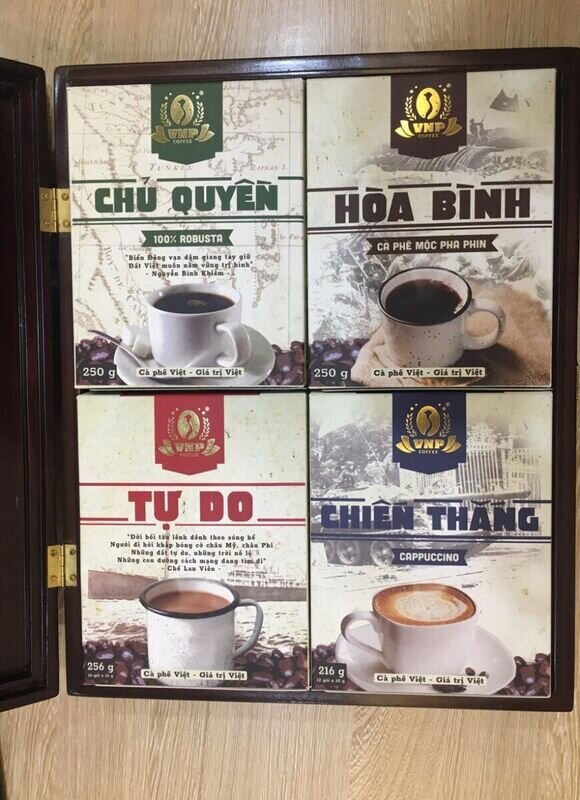 VNP
COFFEE
CHỦ QUYỀN
100% ROBUSTA
"Biển Đông vạn dặm giang tay giữ
Đất Việt muôn năm vững trị bình"
- Nguyễn Bỉnh Khiêm -
250 g
Cà phê Việt - Giá trị Việt
VNP
COFFEE
HÒA BÌNH
CÀ PHÊ MỘC PHA PHIN
250 g
Cà phê Việt - Giá trị Việt
VNP
COFFEE
TỰ DO
"Đời bồi tàu lênh đênh theo sóng bể
Người đi hỏi khắp bóng cờ châu Mỹ, châu Phi
Những đất tự do, những trời nô lệ
Những con đường cách mạng đang tìm đi"
- Chế Lan Viên -
256 g
Cà phê Việt - Giá trị Việt
VNP
COFFEE
CHIẾN THẮNG
CAPPUCCINO
216 g
Cà phê Việt - Giá trị Việt